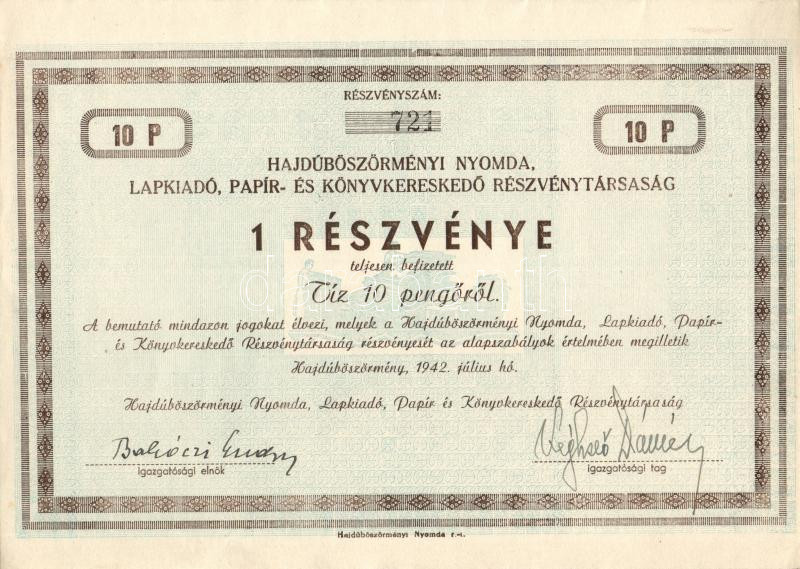 RÉSZVÉNYSZÁM:
721
10 P
10 P
HAJDÚBÖSZÖRMÉNYI NYOMDA,
LAPKIADÓ, PAPÍR- ÉS KÖNYVKERESKEDŐ RÉSZVÉNYTÁRSASÁG
1 RÉSZVÉNYE
teljesen befizetett
Tíz 10 pengőről.
A bemutató mindazon jogokat élvezi, melyek a Hajdúböszörményi Nyomda, Lapkiadó, Papír-
és Könyvkereskedő Részvénytársaság részvényesét az alapszabályok értelmében megilletik
Hajdúböszörmény, 1942. július hó.
Hajdúböszörményi Nyomda, Lapkiadó, Papír és Könyvkereskedő Részvénytársaság
igazgatósági elnök
igazgatósági tag
Hajdúböszörményi Nyomda r.-t.